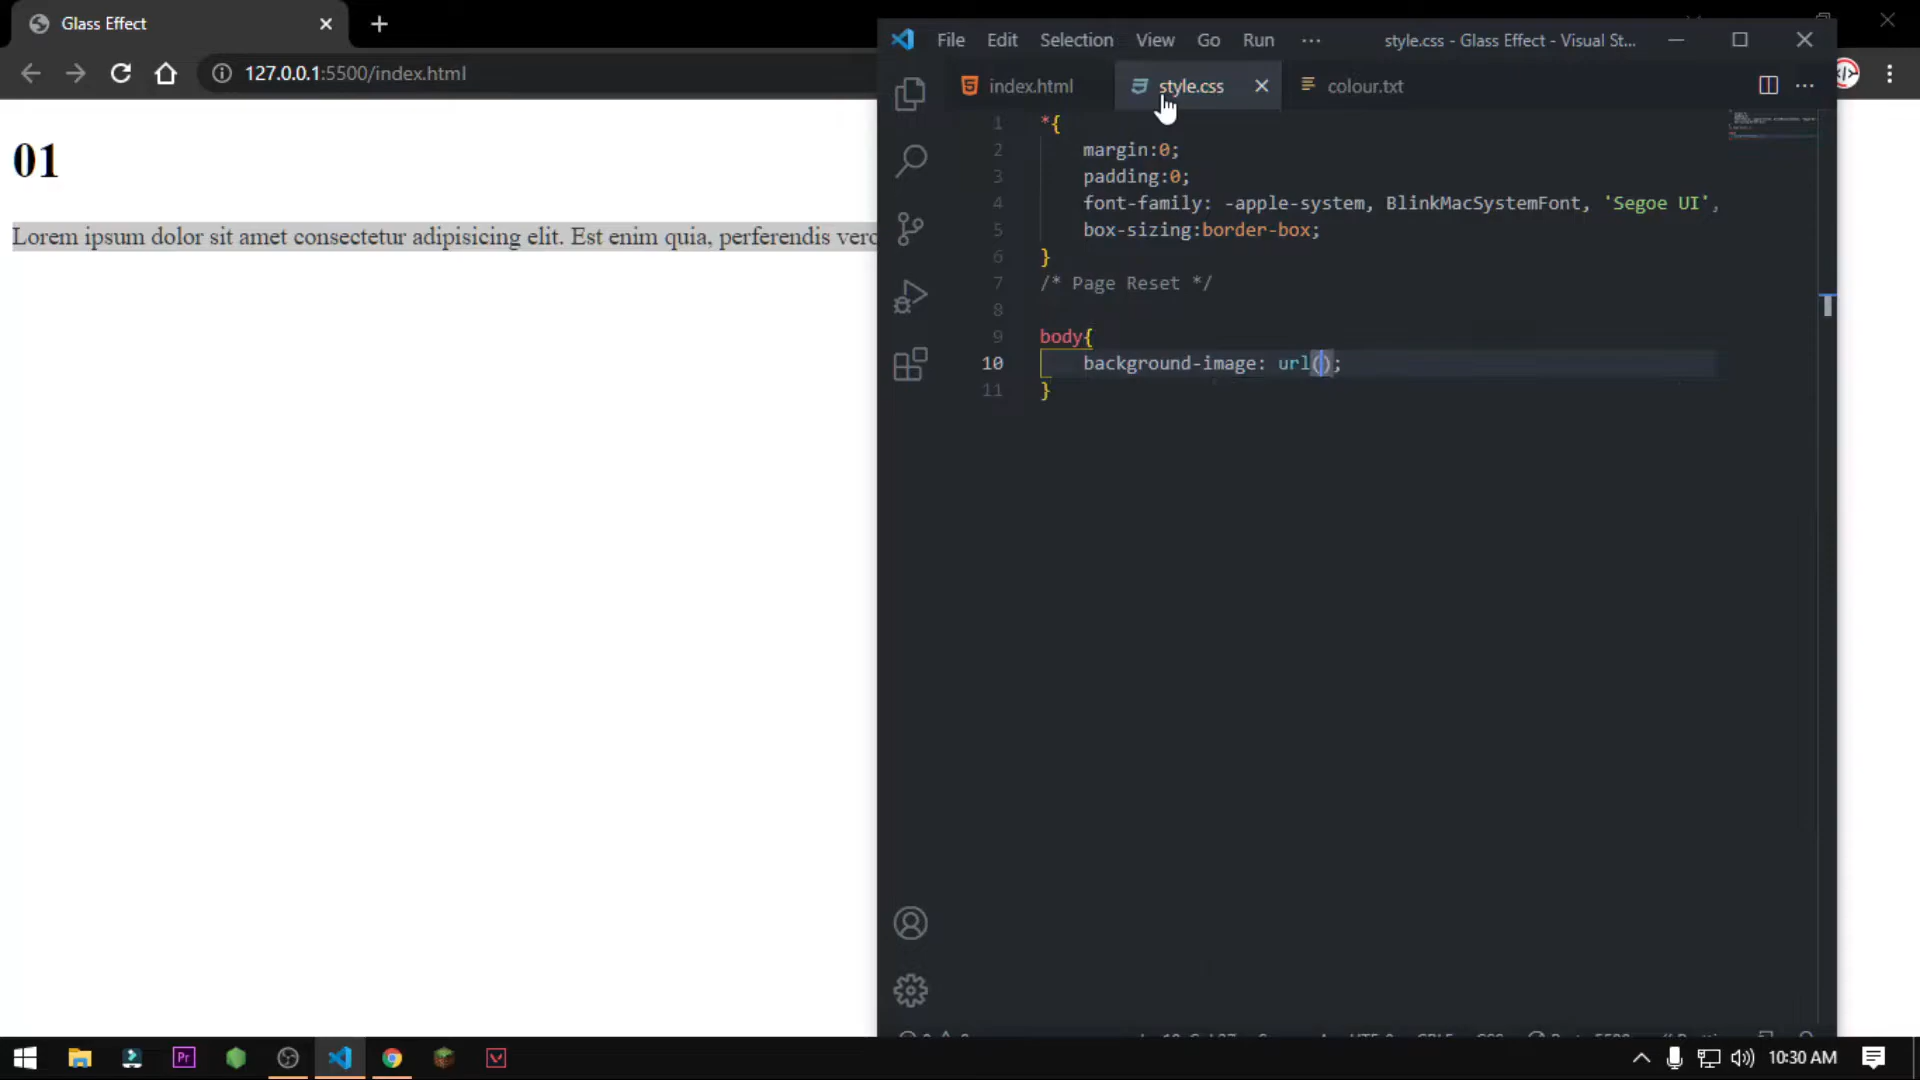 Glass Effect
127.0.0.1:5500/index.html
01
Lorem ipsum dolor sit amet consectetur adipisicing elit. Est enim quia, perferendis
File Edit Selection View Go Run ··· style.css - Glass Effect - Visual St...
index.html style.css colour.txt
1 *{
2 margin:0;
3 padding:0;
4 font-family: -apple-system, BlinkMacSystemFont, 'Segoe UI',
5 box-sizing:border-box;
6 }
7 /* Page Reset */
8
9 body{
10 background-image: url();
11 }
Pr
10:30 AM